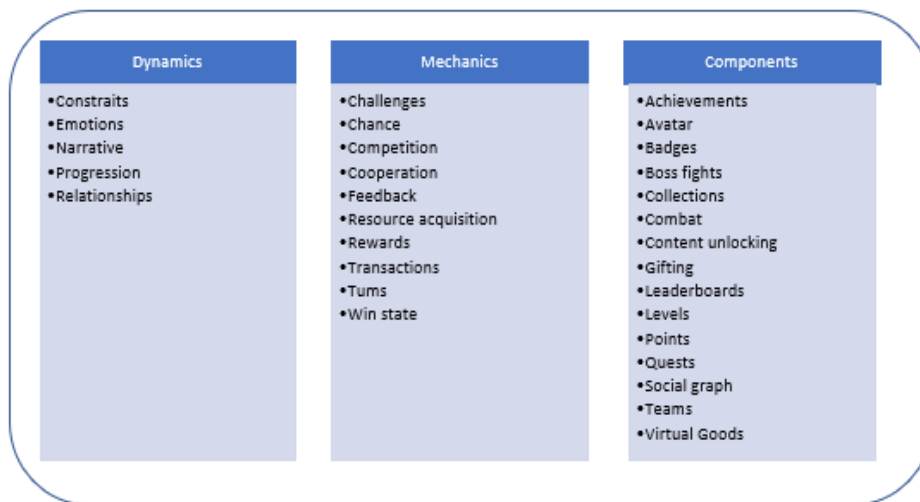 Dynamics
•Constraits
•Emotions
•Narrative
•Progression
•Relationships
Mechanics
•Challenges
•Chance
•Competition
•Cooperation
•Feedback
•Resource acquisition
•Rewards
•Transactions
•Tums
•Win state
Components
•Achievements
•Avatar
•Badges
•Boss fights
•Collections
•Combat
•Content unlocking
•Gifting
•Leaderboards
•Levels
•Points
•Quests
•Social graph
•Teams
•Virtual Goods